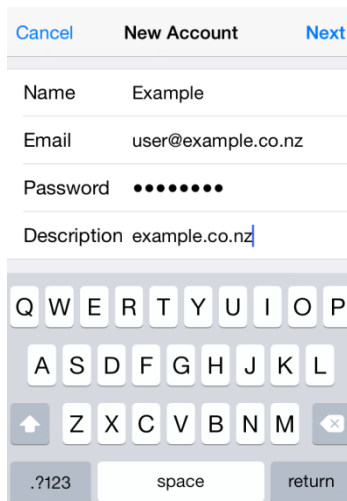 Cancel New Account Next
Name Example
Email user@example.co.nz
Password ●●●●●●●●
Description example.co.nz
Q W E R T Y U I O P
A S D F G H J K L
Z X C V B N M
.?123 space return